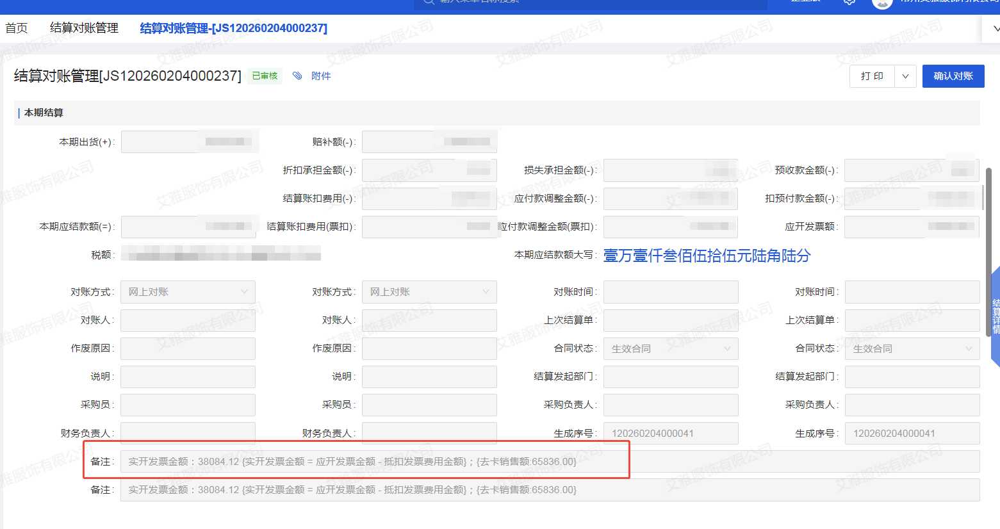 首页 结算对账管理 结算对账管理-[JS120260204000237]
结算对账管理[JS120260204000237] 已审核 附件 打 印 确认对账
本期结算
本期出货(+): 赔补额(-):
折扣承担金额(-): 损失承担金额(-): 预收款金额(-):
结算账扣费用(-): 应付款调整金额(-): 扣预付款金额(-):
本期应结款额(=): 结算账扣费用(票扣): 应付款调整金额(票扣): 应开发票额:
税额: 本期应结款额大写: 壹万壹仟叁佰伍拾伍元陆角陆分
对账方式: 网上对账 对账方式: 网上对账 对账时间: 对账时间:
对账人: 对账人: 上次结算单: 上次结算单:
作废原因: 作废原因: 合同状态: 生效合同 合同状态: 生效合同
说明: 说明: 结算发起部门: 结算发起部门:
采购员: 采购员: 采购负责人: 采购负责人:
财务负责人: 财务负责人: 生成序号: 120260204000041 生成序号: 120260204000041
备注: 实开发票金额：38084.12 {实开发票金额 = 应开发票金额 - 抵扣发票费用金额}；{去卡销售额:65836.00}
备注: 实开发票金额：38084.12 {实开发票金额 = 应开发票金额 - 抵扣发票费用金额}；{去卡销售额:65836.00}
结算详情
艾雅服饰有限公司